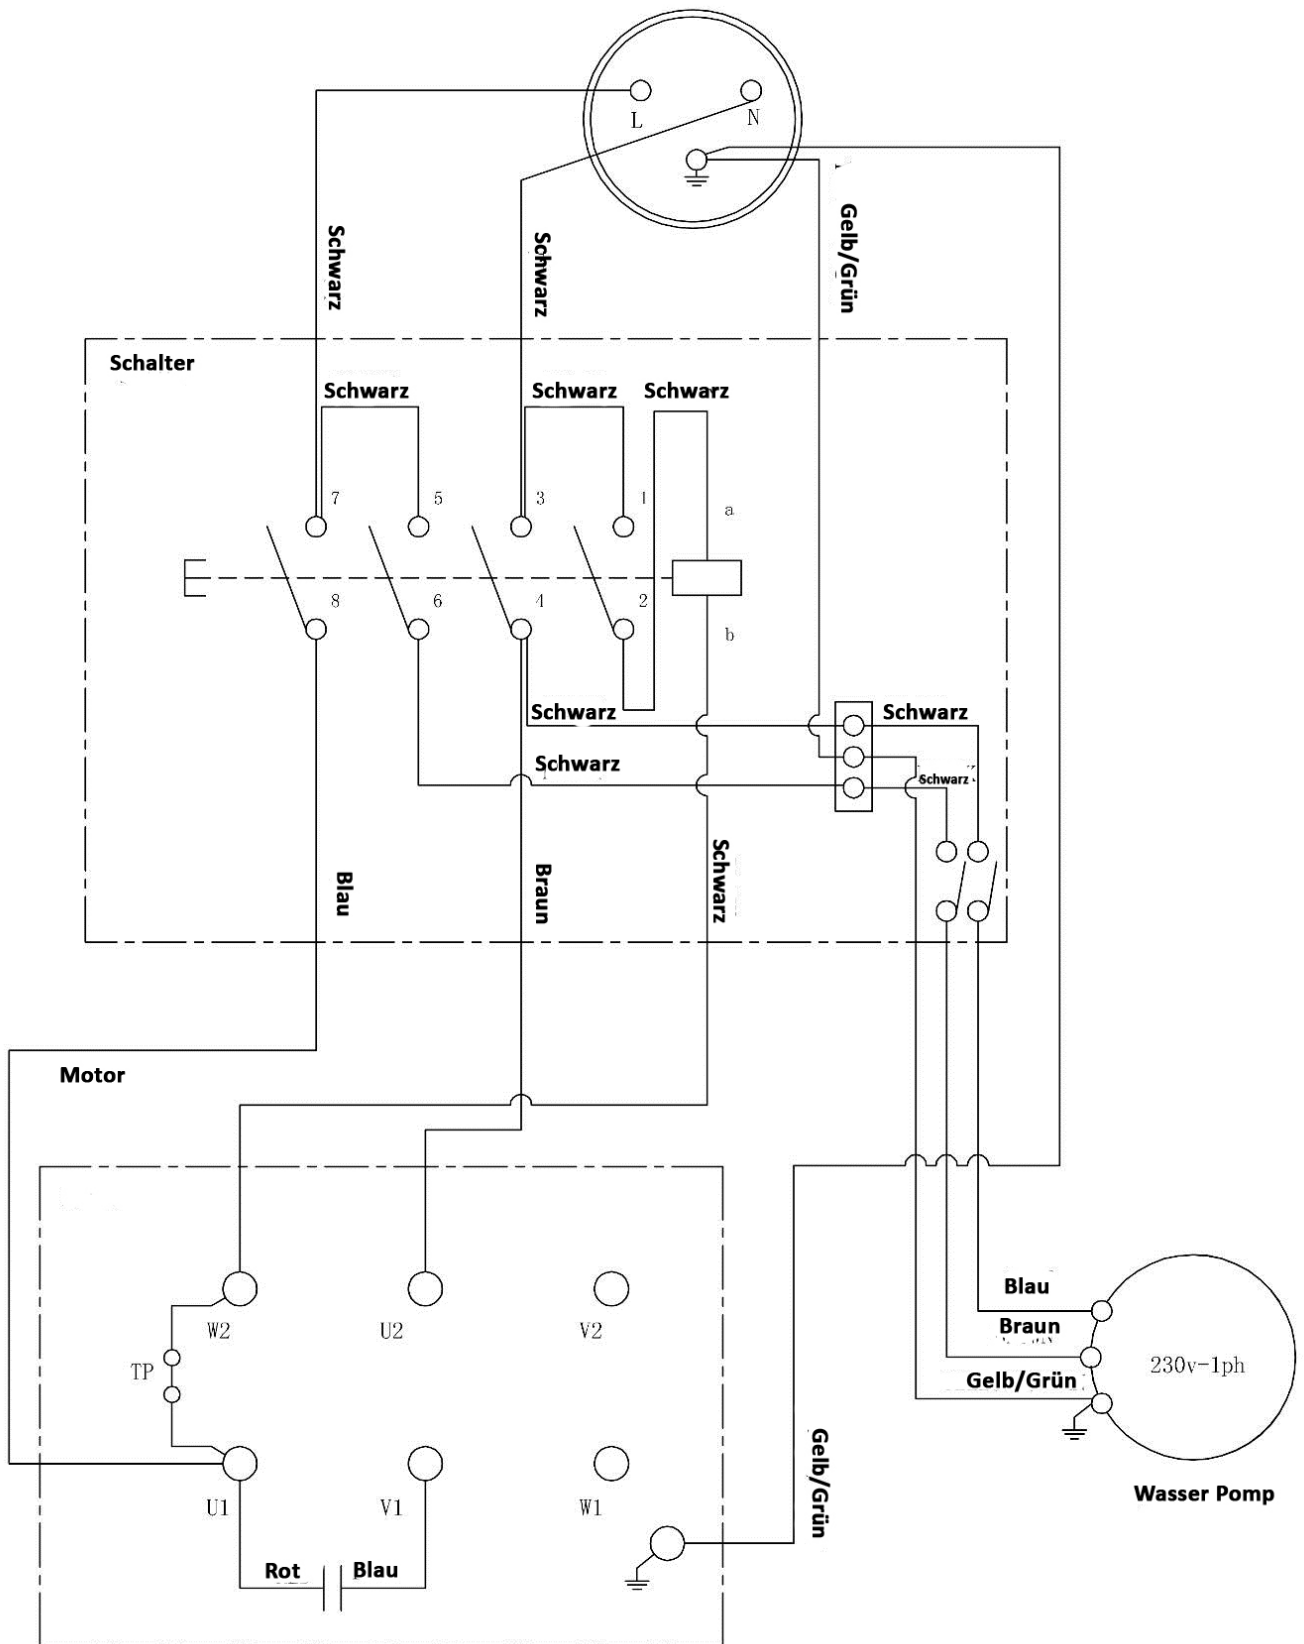 L
N
Schwarz
Schwarz
Gelb/Grün
Schalter
Schwarz
Schwarz
Schwarz
7
5
3
1
a
8
6
4
2
b
Schwarz
Schwarz
Schwarz
Schwarz
Blau
Braun
Schwarz
Motor
W2
U2
V2
TP
U1
V1
W1
Rot
Blau
Gelb/Grün
Blau
Braun
Gelb/Grün
230v-1ph
Wasser Pomp